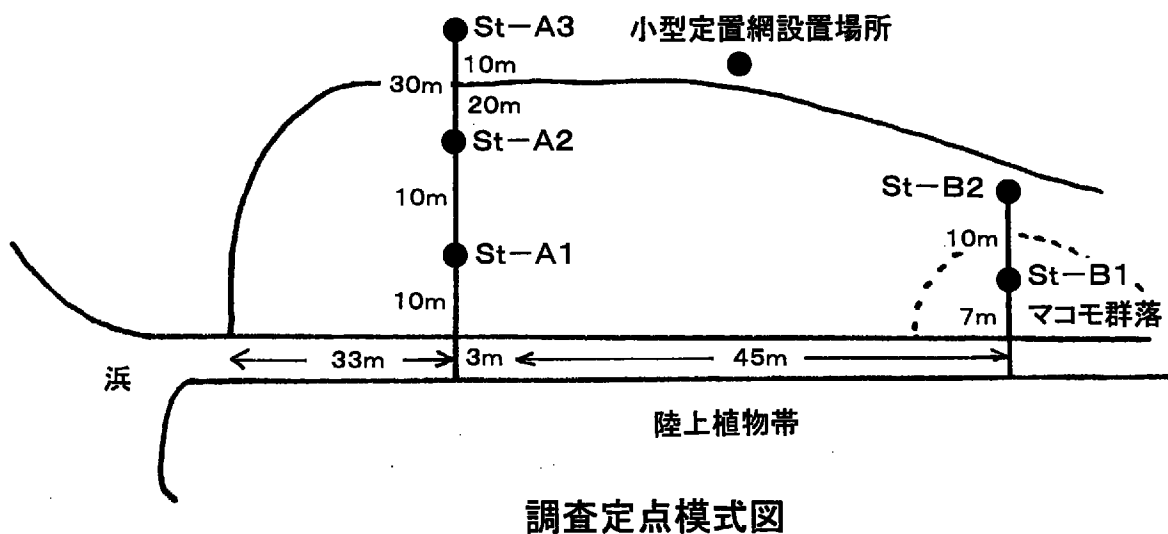 St-A3
小型定置網設置場所
10m
30m
20m
St-A2
10m
St-B2
St-A1
10m
St-B1
10m
7m
マコモ群落
33m
3m
45m
浜
陸上植物帯
調査定点模式図